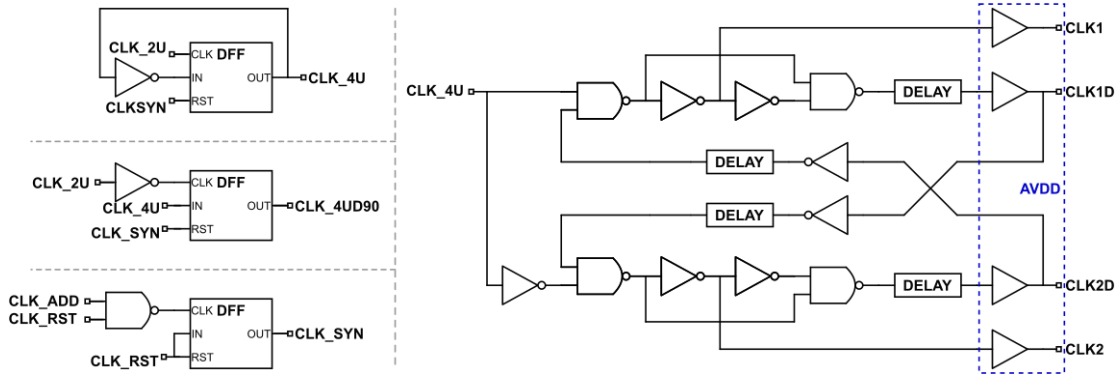 CLK_2U
CLK DFF
IN
OUT
CLK_4U
CLKSYN
RST
CLK_2U
CLK DFF
CLK_4U
IN
OUT
CLK_4UD90
CLK_SYN
RST
CLK_ADD
CLK_RST
CLK DFF
IN
OUT
CLK_SYN
CLK_RST
RST
CLK1
CLK_4U
DELAY
CLK1D
DELAY
AVDD
DELAY
DELAY
CLK2D
CLK2